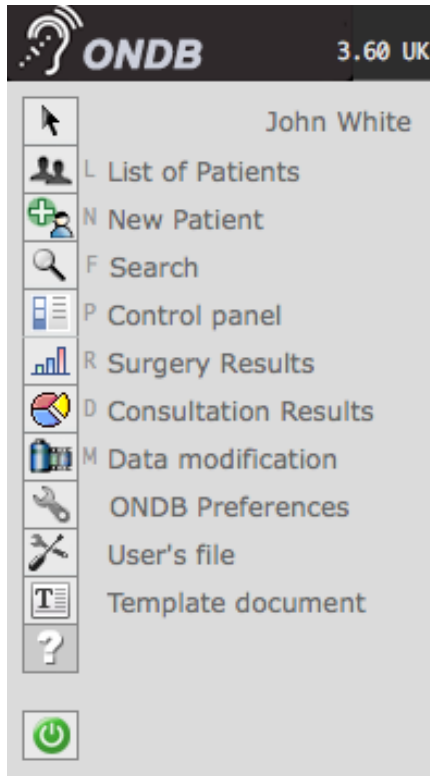 ONDB 3.60 UK
John White
L List of Patients
N New Patient
F Search
P Control panel
R Surgery Results
D Consultation Results
M Data modification
ONDB Preferences
User's file
T Template document
?